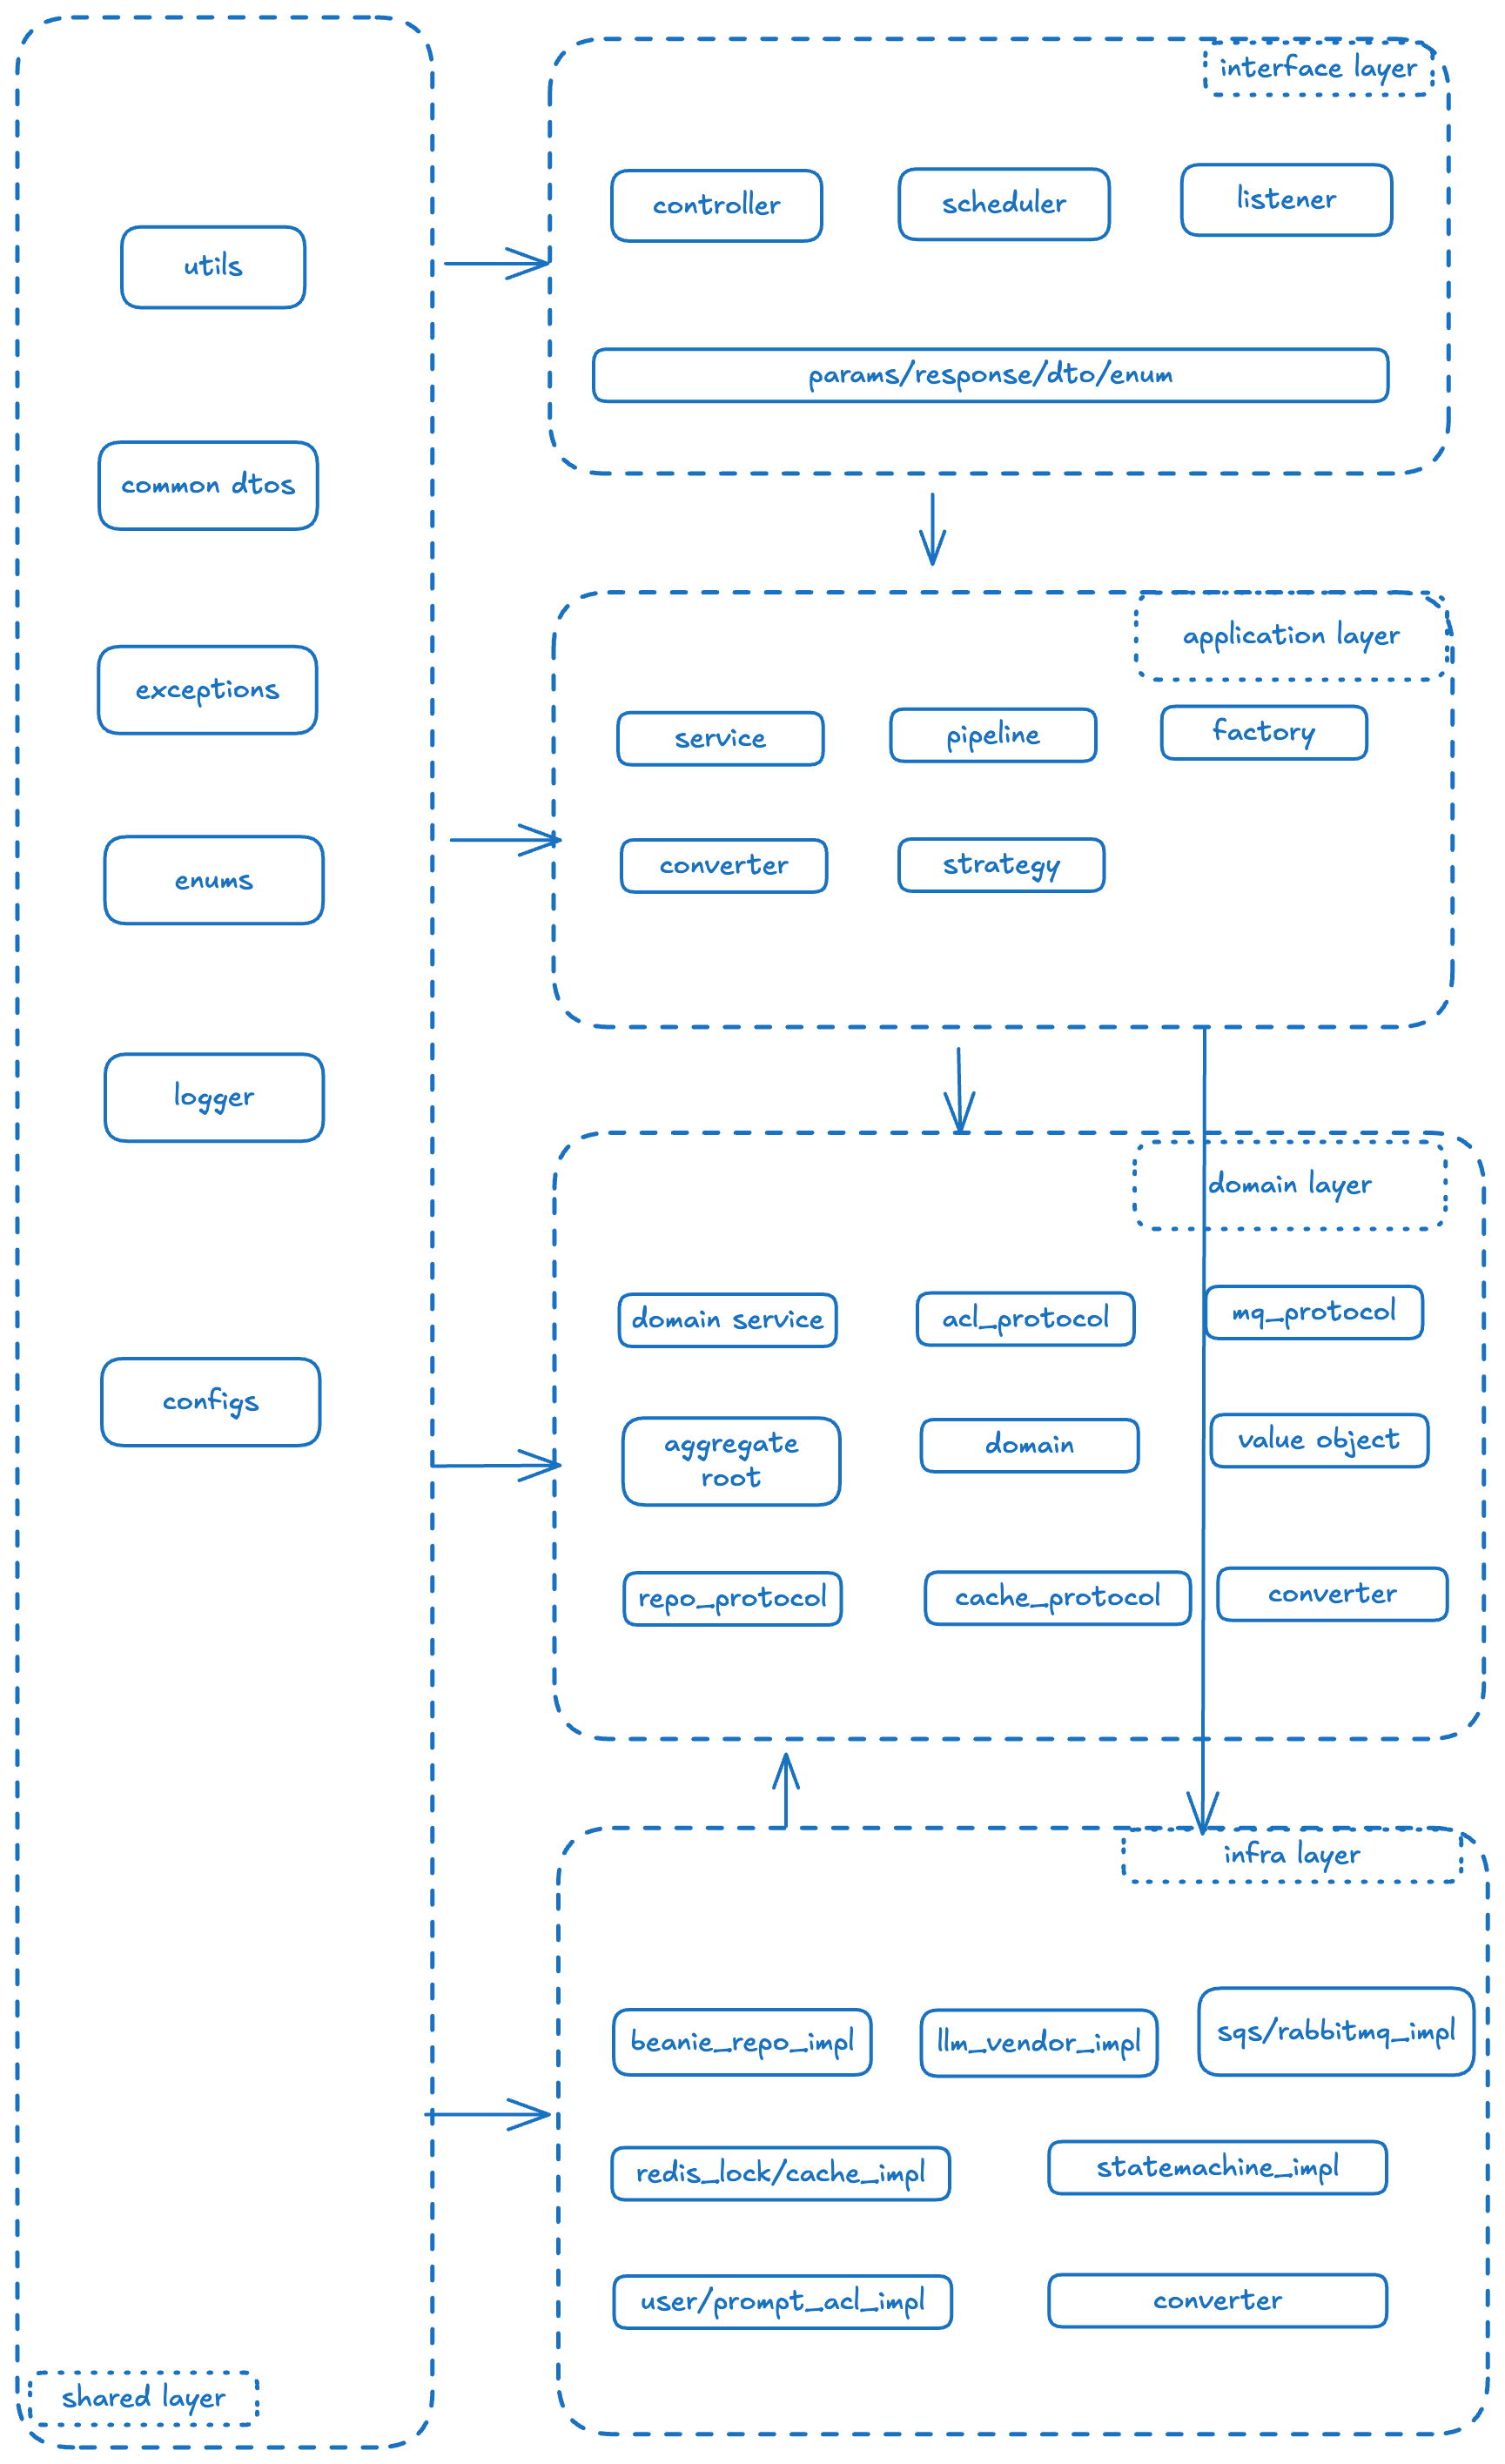 utils
common dtos
exceptions
enums
logger
configs
shared layer
interface layer
controller
scheduler
listener
params/response/dto/enum
application layer
service
pipeline
factory
converter
strategy
domain layer
domain service
acl_protocol
mq_protocol
aggregate
root
domain
value object
repo_protocol
cache_protocol
converter
infra layer
beanie_repo_impl
llm_vendor_impl
sqs/rabbitmq_impl
redis_lock/cache_impl
statemachine_impl
user/prompt_acl_impl
converter